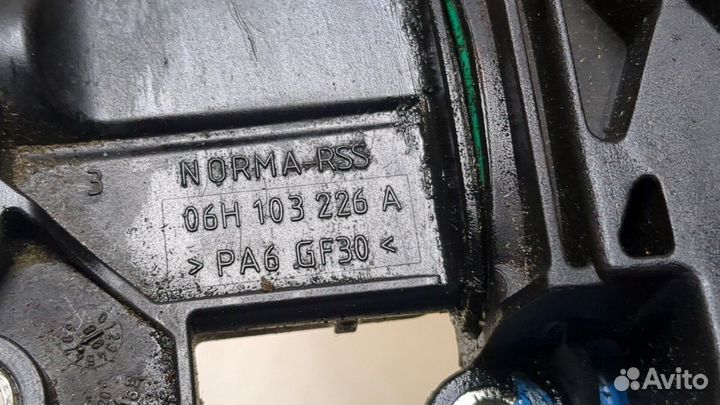 3
NORMA-RSS
06H 103 226 A
> PA6 GF30 <
Avito